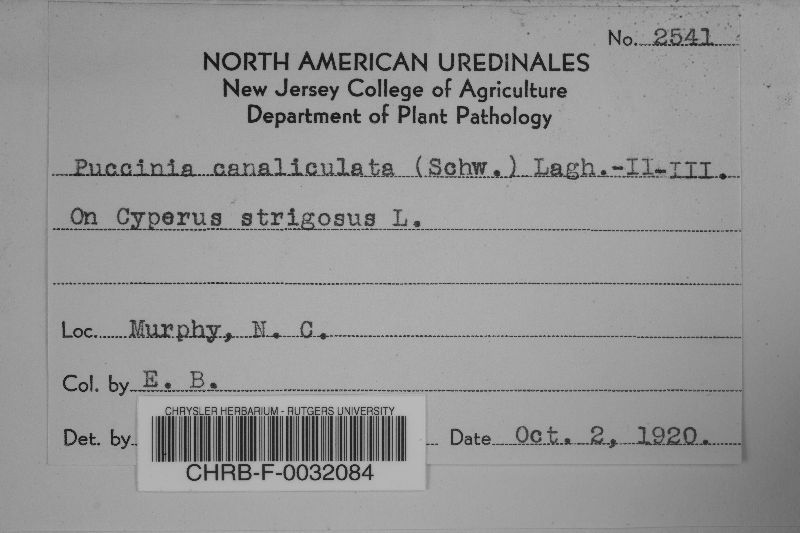 No. 2541
NORTH AMERICAN UREDINALES
New Jersey College of Agriculture
Department of Plant Pathology
Puccinia canaliculata (Schw.) Lagh.-II-III.
On Cyperus strigosus L.
Loc. Murphy, N. C.
Col. by E. B.
Det. by Date Oct. 2, 1920.
CHRYSLER HERBARIUM - RUTGERS UNIVERSITY
CHRB-F-0032084